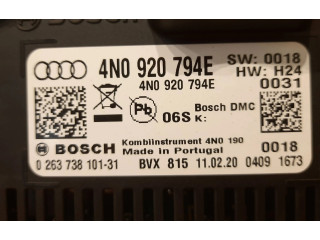 BOSCH
4N0 920 794E SW: 0018
4N0 920 794E HW: H24
0031
Pb 06S K: Bosch DMC
BOSCH Kombiinstrument 4N0 190 0018
Made in Portugal
0 263 738 101-31 BVX 815 11.02.20 0409 1673